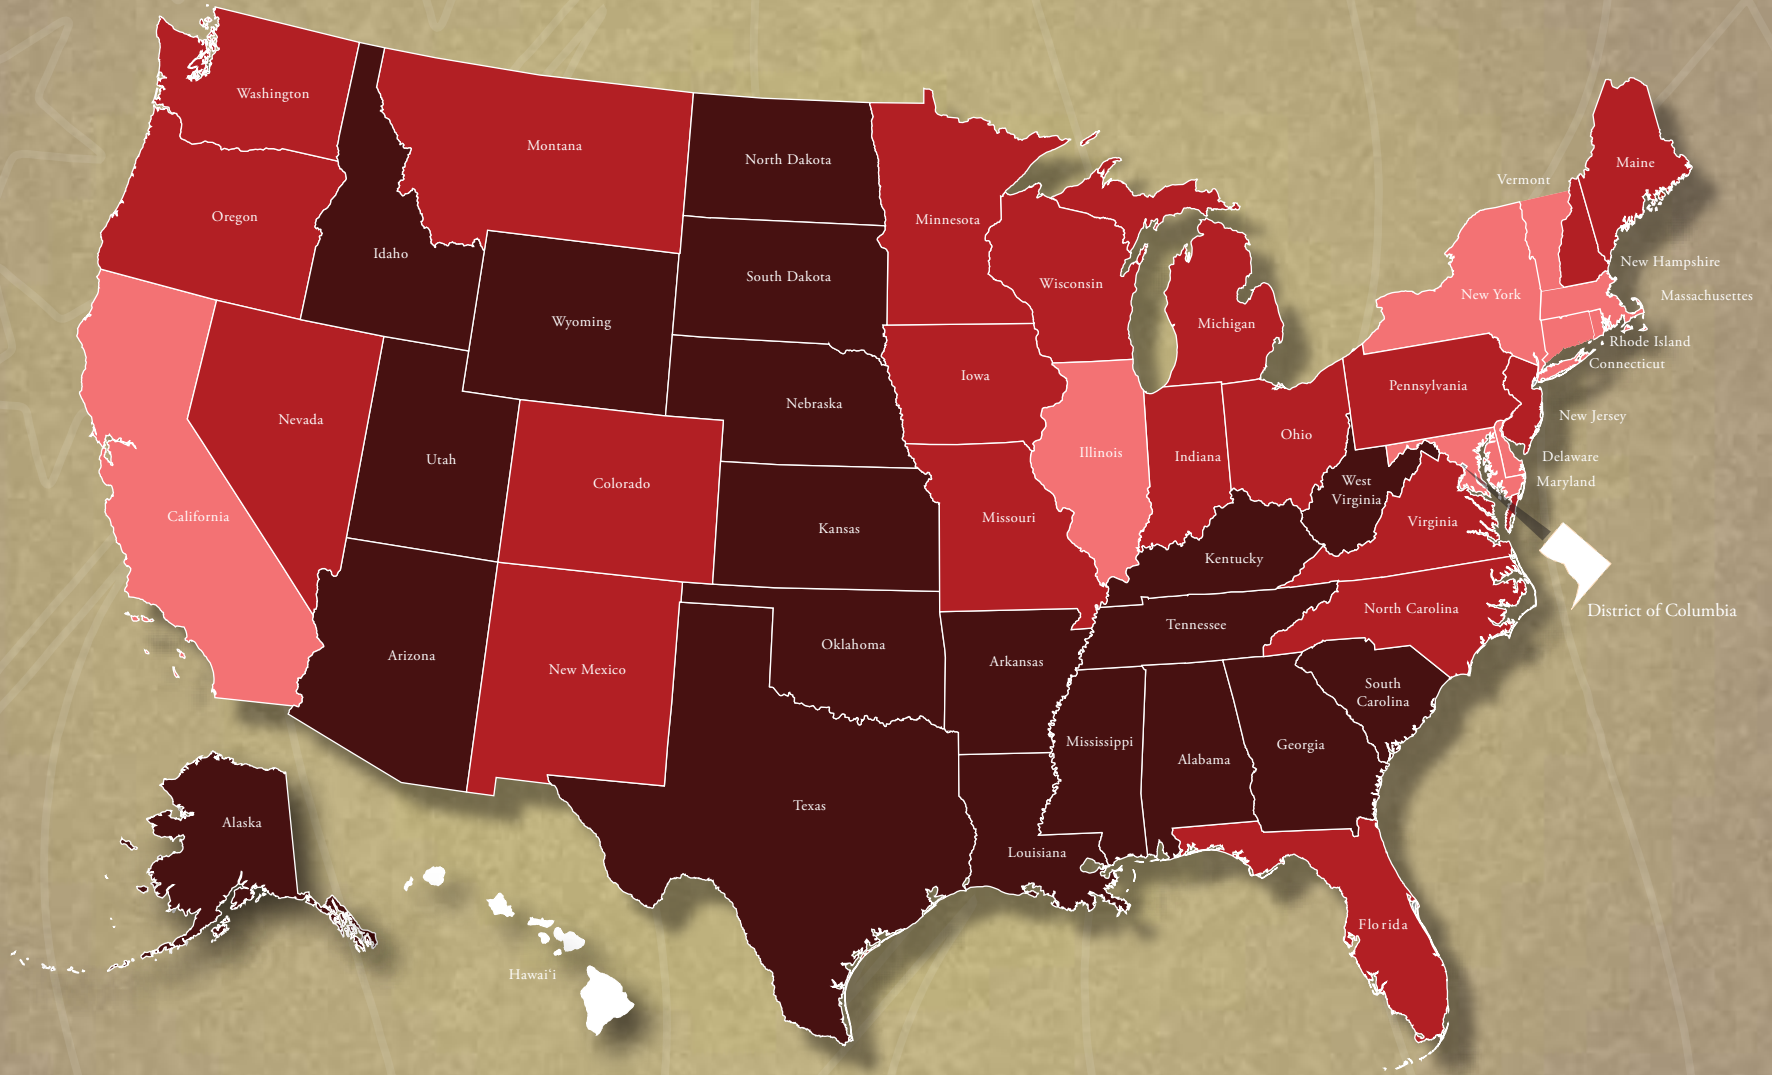 Washington
Montana
North Dakota
Minnesota
Maine
Vermont
Oregon
Idaho
South Dakota
Wisconsin
New Hampshire
New York
Massachusettes
Wyoming
Michigan
Rhode Island
Connecticut
Iowa
Pennsylvania
Nebraska
New Jersey
Nevada
Ohio
Utah
Illinois
Indiana
Delaware
Colorado
West
Virginia
Maryland
California
Kansas
Missouri
Virginia
Kentucky
North Carolina
District of Columbia
Tennessee
Oklahoma
Arizona
New Mexico
Arkansas
South
Carolina
Mississippi
Georgia
Alabama
Texas
Alaska
Louisiana
Florida
Hawai‘i